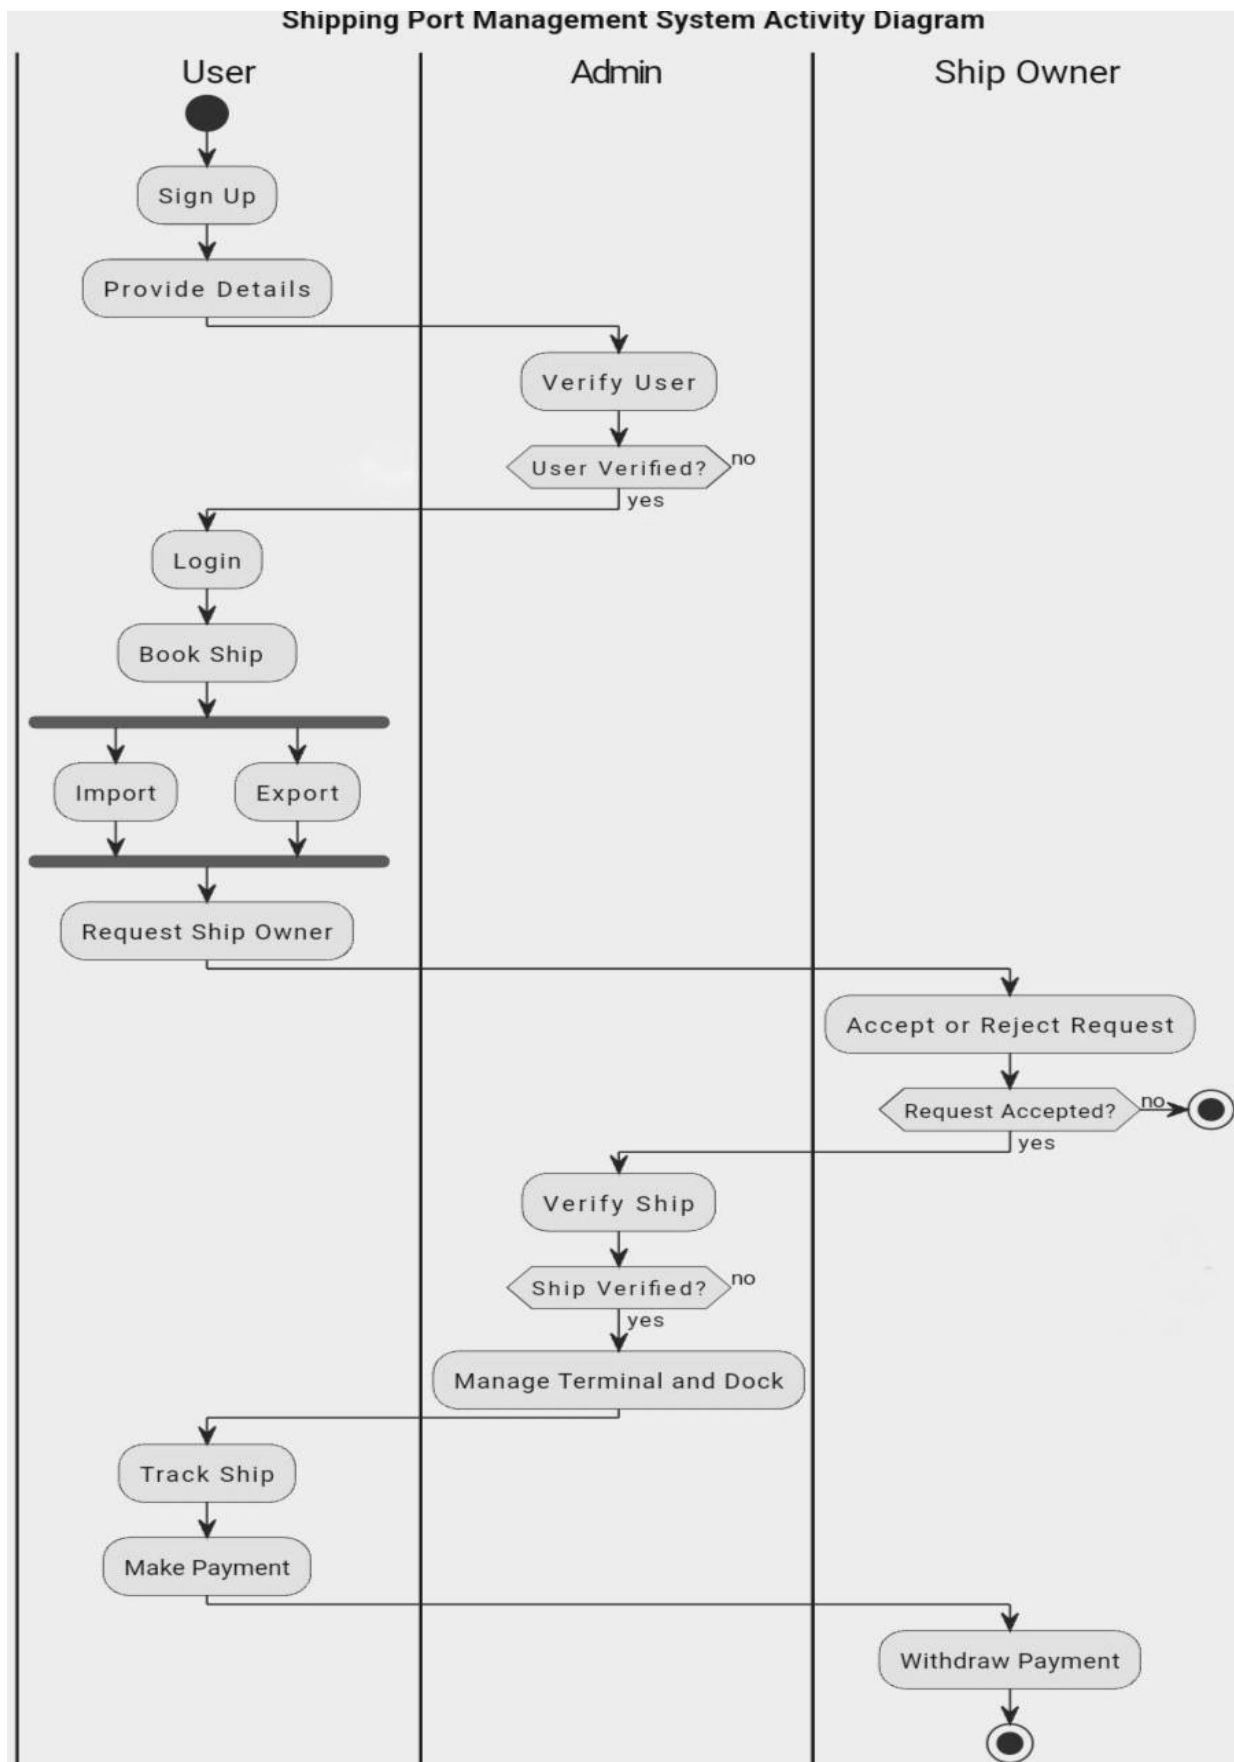 Shipping Port Management System Activity Diagram
User
Admin
Ship Owner
Sign Up
Provide Details
Verify User
User Verified?
no
yes
Login
Book Ship
Import
Export
Request Ship Owner
Accept or Reject Request
Request Accepted?
no
yes
Verify Ship
Ship Verified?
no
yes
Manage Terminal and Dock
Track Ship
Make Payment
Withdraw Payment